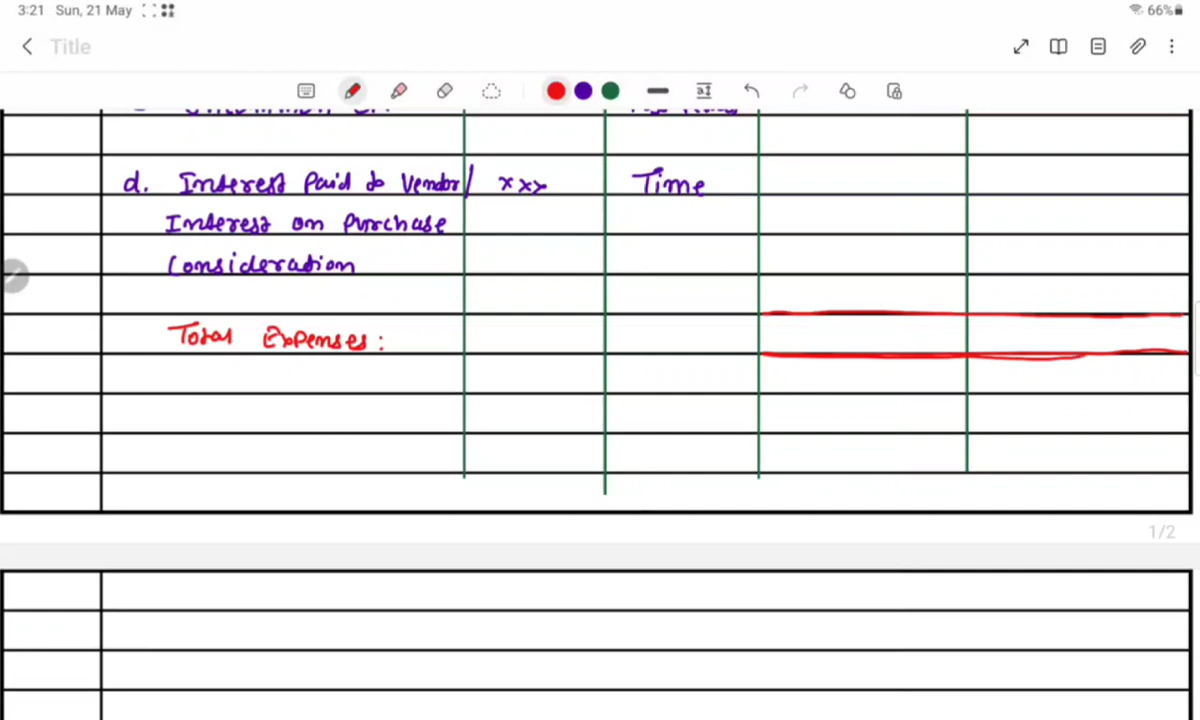 3:21 Sun, 21 May
66%
Title
d. Interest Paid to Vendor/ xxx Time
Interest on Purchase
Consideration
Total Expenses:
1/2